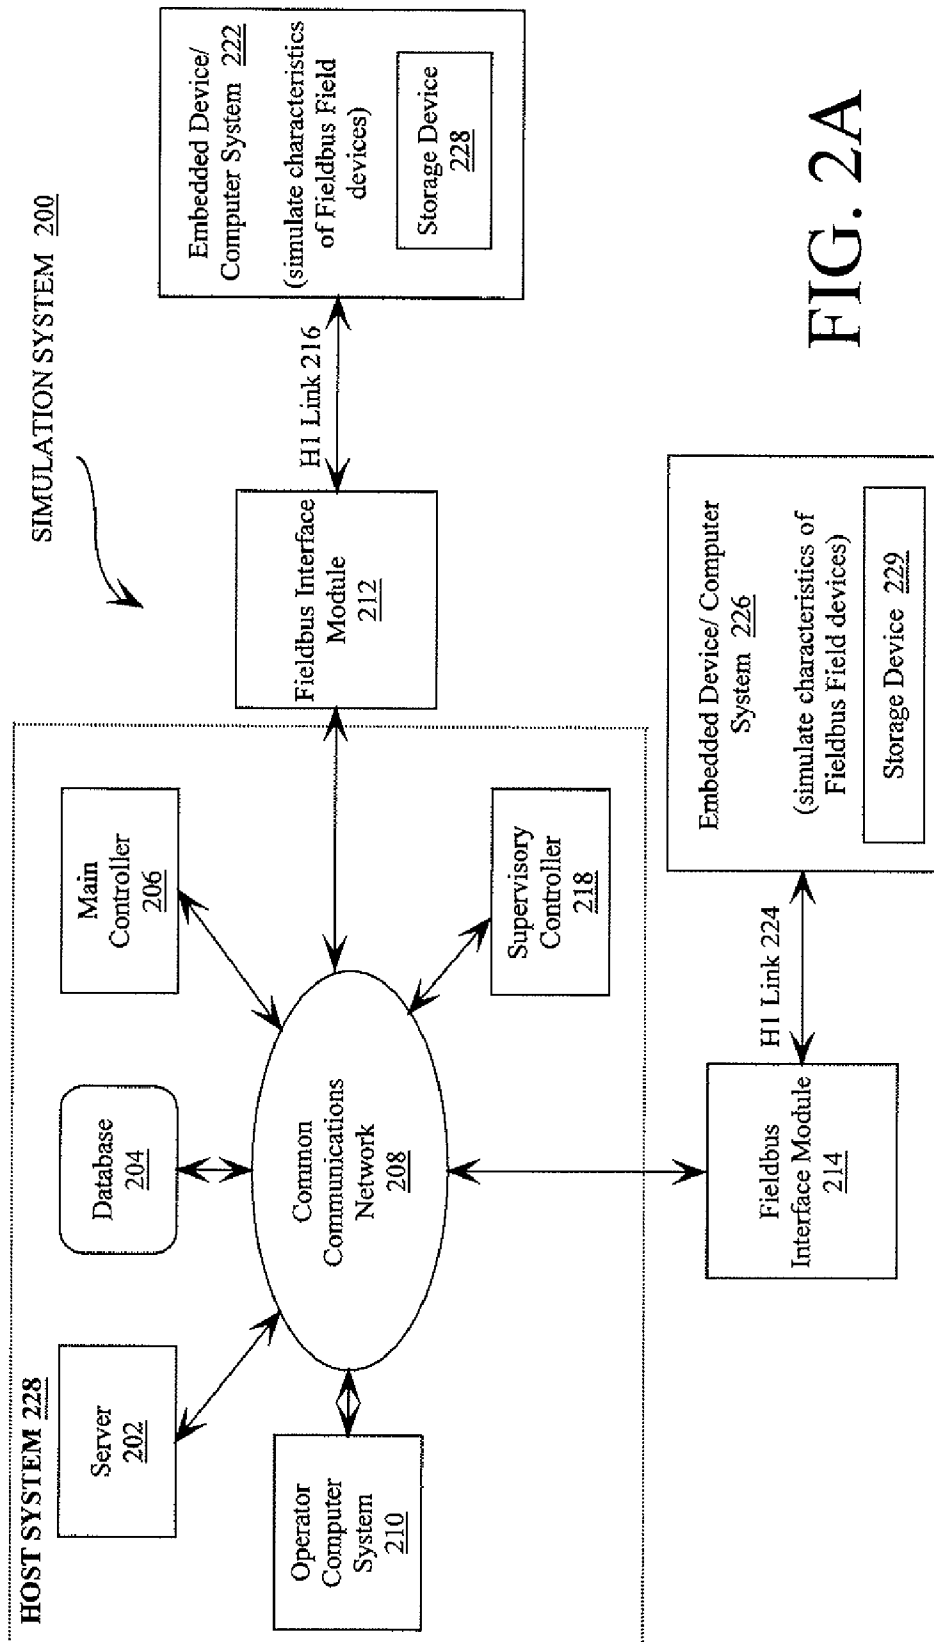 SIMULATION SYSTEM 200
HOST SYSTEM 228
Server
202
Database
204
Main
Controller
206
Operator
Computer
System
210
Common
Communications
Network
208
Supervisory
Controller
218
Fieldbus Interface
Module
212
H1 Link 216
Embedded Device/
Computer System 222
(simulate characteristics
of Fieldbus Field
devices)
Storage Device
228
Fieldbus
Interface Module
214
H1 Link 224
Embedded Device/ Computer
System 226
(simulate characteristics of
Fieldbus Field devices)
Storage Device 229
FIG. 2A